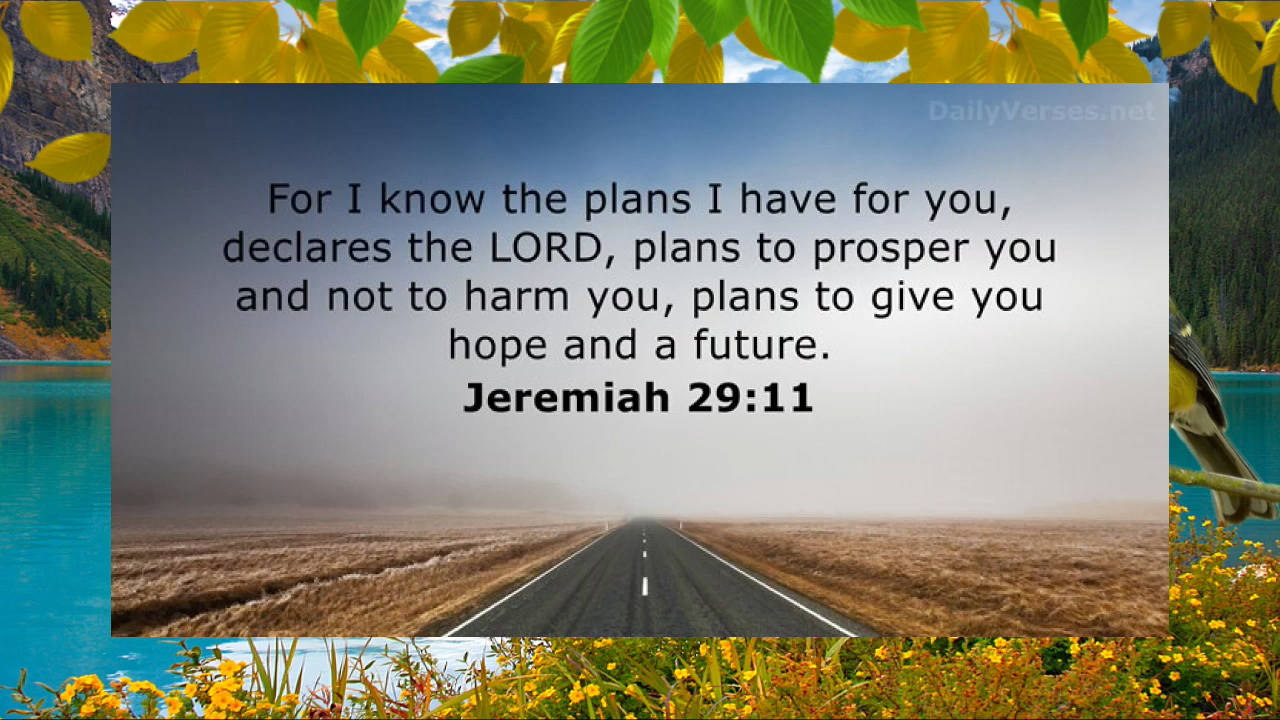 DailyVerses.net
For I know the plans I have for you,
declares the LORD, plans to prosper you
and not to harm you, plans to give you
hope and a future.
Jeremiah 29:11